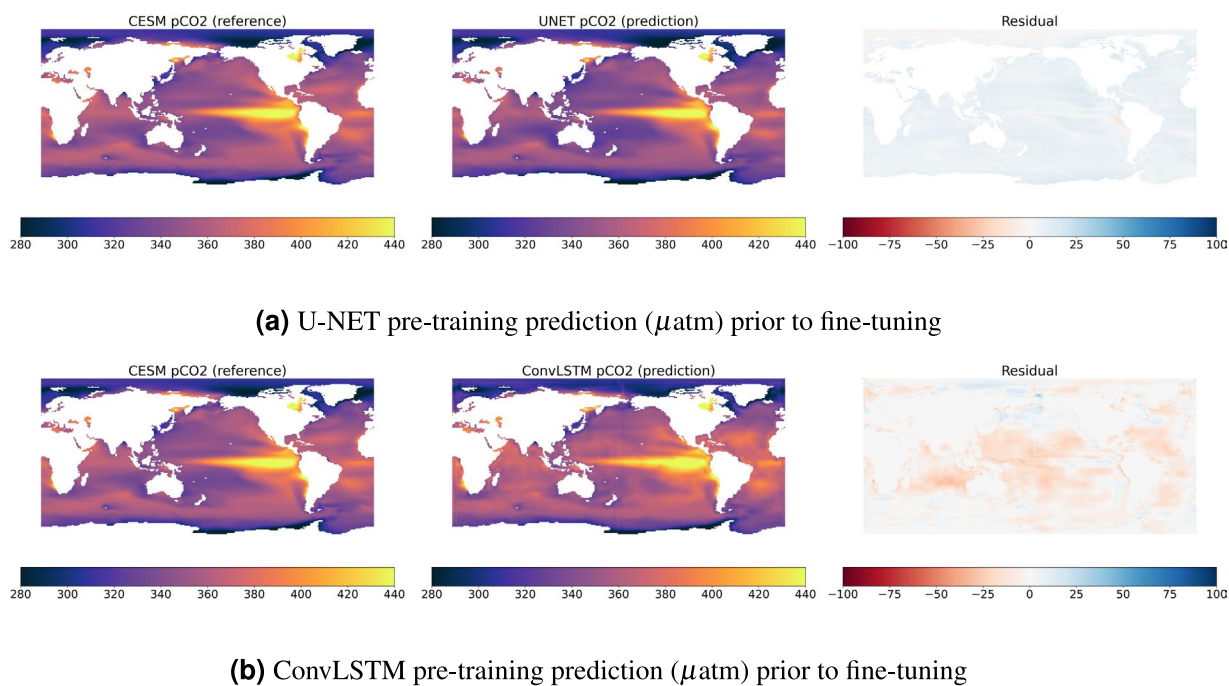 CESM pCO2 (reference) UNET pCO2 (prediction) Residual
280 300 320 340 360 380 400 420 440 280 300 320 340 360 380 400 420 440 −100 −75 −50 −25 0 25 50 75 100
(a) U-NET pre-training prediction (μatm) prior to fine-tuning
CESM pCO2 (reference) ConvLSTM pCO2 (prediction) Residual
280 300 320 340 360 380 400 420 440 280 300 320 340 360 380 400 420 440 −100 −75 −50 −25 0 25 50 75 100
(b) ConvLSTM pre-training prediction (μatm) prior to fine-tuning